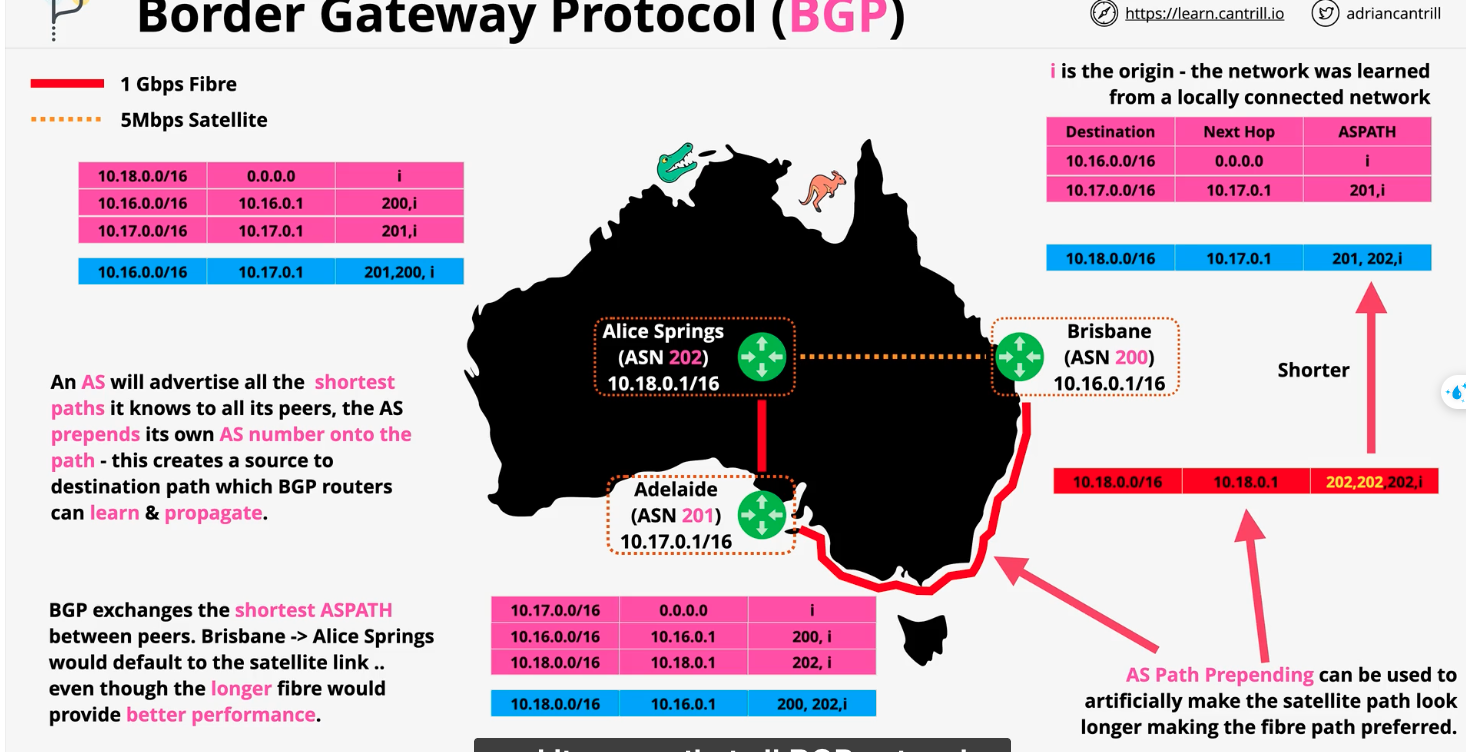 Border Gateway Protocol (BGP)
https://learn.cantrill.io
adriancantrill
1 Gbps Fibre
5Mbps Satellite
i is the origin - the network was learned
from a locally connected network
Destination Next Hop ASPATH
10.16.0.0/16 0.0.0.0 i
10.17.0.0/16 10.17.0.1 201,i
10.18.0.0/16 10.17.0.1 201, 202,i
10.18.0.0/16 0.0.0.0 i
10.16.0.0/16 10.16.0.1 200,i
10.17.0.0/16 10.17.0.1 201,i
10.16.0.0/16 10.17.0.1 201,200, i
Alice Springs
(ASN 202)
10.18.0.1/16
Brisbane
(ASN 200)
10.16.0.1/16
Shorter
An AS will advertise all the shortest
paths it knows to all its peers, the AS
prepends its own AS number onto the
path - this creates a source to
destination path which BGP routers
can learn & propagate.
10.18.0.0/16 10.18.0.1 202,202,202,i
Adelaide
(ASN 201)
10.17.0.1/16
BGP exchanges the shortest ASPATH
between peers. Brisbane -> Alice Springs
would default to the satellite link ..
even though the longer fibre would
provide better performance.
10.17.0.0/16 0.0.0.0 i
10.16.0.0/16 10.16.0.1 200, i
10.18.0.0/16 10.18.0.1 202, i
10.18.0.0/16 10.16.0.1 200, 202,i
AS Path Prepending can be used to
artificially make the satellite path look
longer making the fibre path preferred.